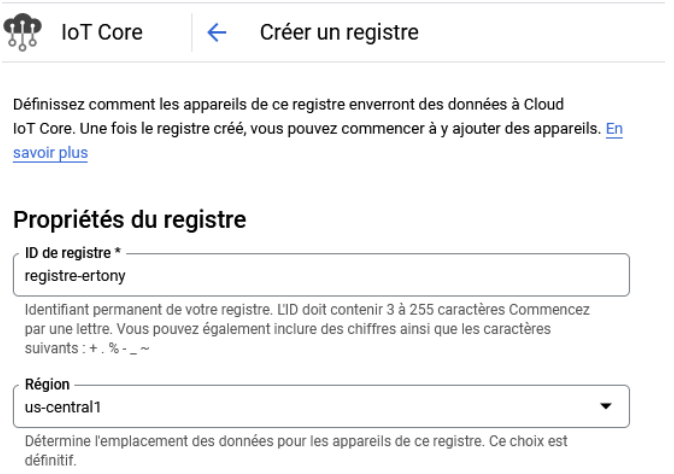 IoT Core
Créer un registre
Définissez comment les appareils de ce registre enverront des données à Cloud
IoT Core. Une fois le registre créé, vous pouvez commencer à y ajouter des appareils. En
savoir plus
Propriétés du registre
ID de registre *
registre-ertony
Identifiant permanent de votre registre. L'ID doit contenir 3 à 255 caractères Commencez
par une lettre. Vous pouvez également inclure des chiffres ainsi que les caractères
suivants : + . % - _ ~
Région
us-central1
Détermine l'emplacement des données pour les appareils de ce registre. Ce choix est
définitif.